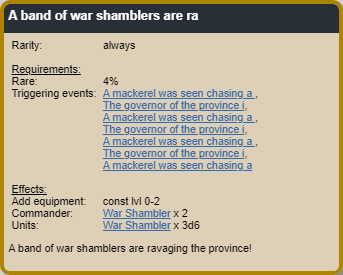 A band of war shamblers are ra
Rarity: always
Requirements:
Rare: 4%
Triggering events: A mackerel was seen chasing a ,
The governor of the province i,
A mackerel was seen chasing a ,
The governor of the province i,
A mackerel was seen chasing a ,
The governor of the province i,
A mackerel was seen chasing a
Effects:
Add equipment: const lvl 0-2
Commander: War Shambler x 2
Units: War Shambler x 3d6
A band of war shamblers are ravaging the province!